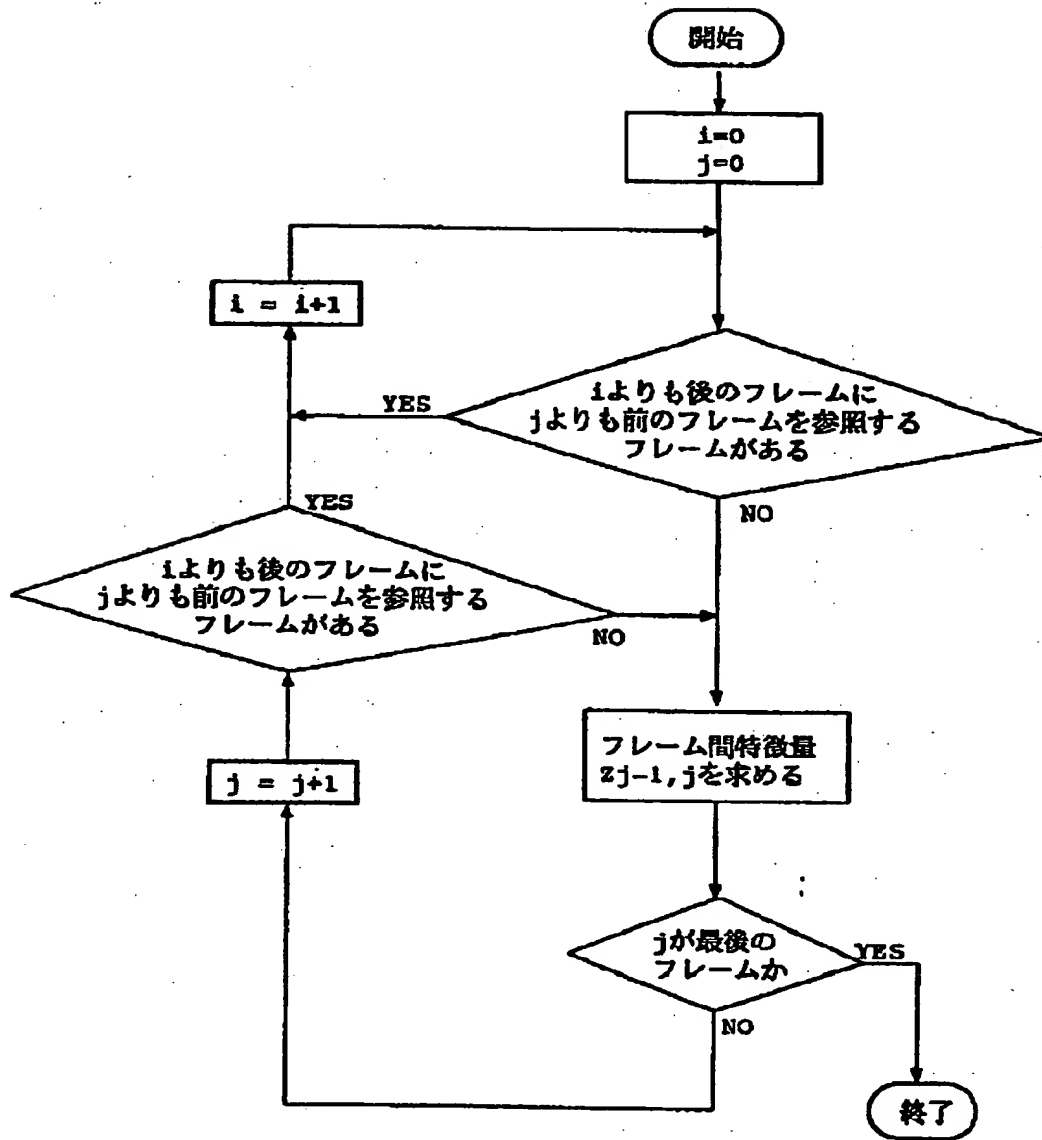 開始
i=0
j=0
i = i+1
iよりも後のフレームに
jよりも前のフレームを参照する
フレームがある
YES
NO
YES
iよりも後のフレームに
jよりも前のフレームを参照する
フレームがある
NO
フレーム間特徴量
Zj-1,jを求める
j = j+1
jが最後の
フレームか
YES
NO
終了